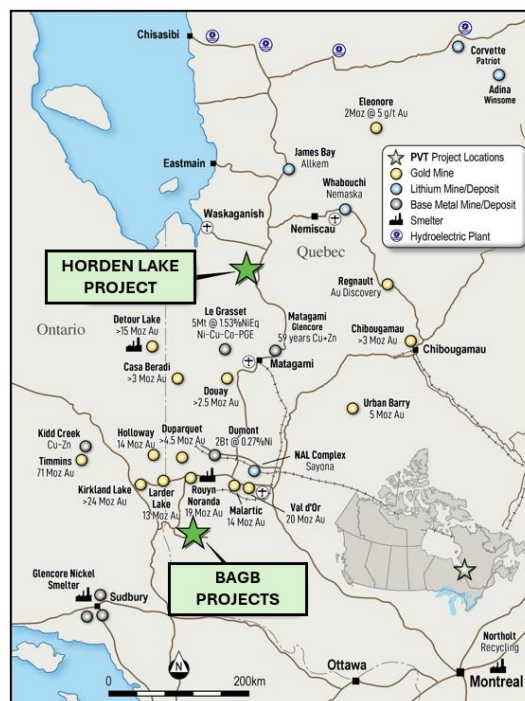 Chisasibi
Corvette
Patriot
Adina
Winsome
Eleonore
2Moz @ 5 g/t Au
PVT Project Locations
Gold Mine
Lithium Mine/Deposit
Base Metal Mine/Deposit
Smelter
Hydroelectric Plant
James Bay
Allkem
Eastmain
Whabouchi
Nemaska
Waskaganish
Nemiscau
Quebec
HORDEN LAKE
PROJECT
Regnault
Au Discovery
Ontario
Detour Lake
>15 Moz Au
Le Grasset
5Mt @ 1.53%NiEq
Ni-Cu-Co-PGE
Matagami
Glencore
59 years Cu+Zn
Chibougamau
>3 Moz Au
Chibougamau
Matagami
Casa Beradi
>3 Moz Au
Douay
>2.5 Moz Au
Urban Barry
5 Moz Au
Kidd Creek
Cu-Zn
Timmins
71 Moz Au
Holloway
14 Moz Au
Duparquet
>4.5 Moz Au
Dumont
2Bt @ 0.27%Ni
NAL Complex
Sayona
Kirkland Lake
>24 Moz Au
Larder
Lake
13 Moz Au
Rouyn
Noranda
19 Moz Au
Malartic
14 Moz Au
Val d'Or
20 Moz Au
BAGB
PROJECTS
Glencore Nickel
Smelter
Sudbury
Northolt
Recycling
Ottawa
Montreal
N
0
200km